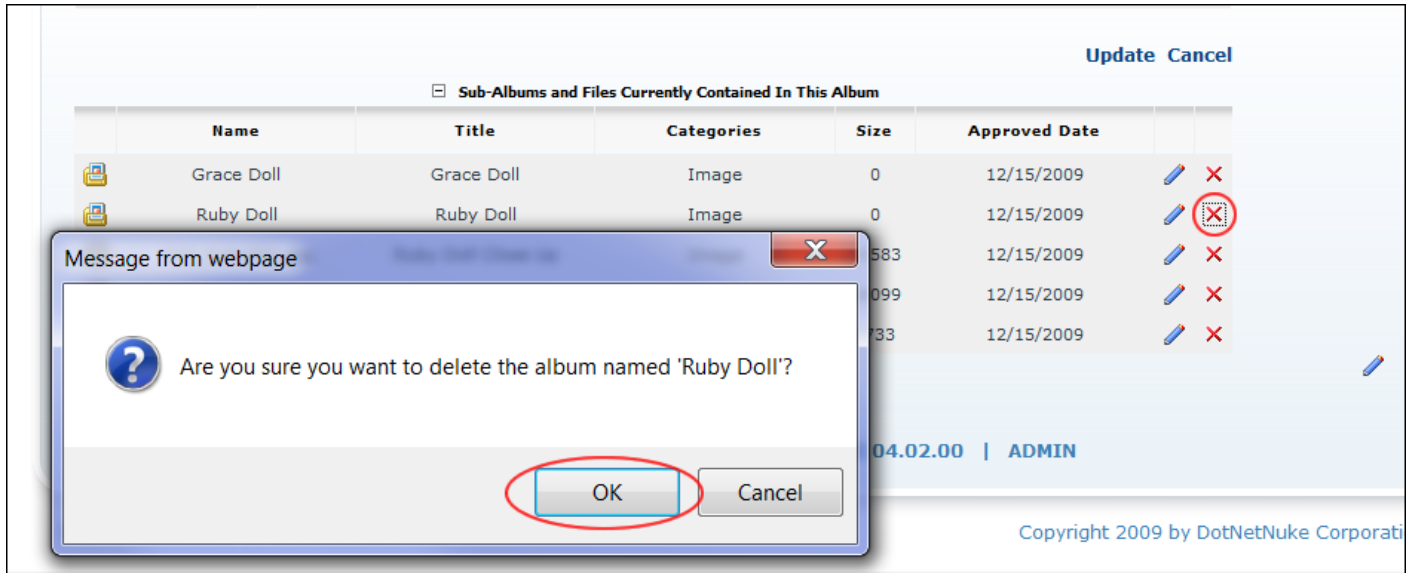 Update Cancel
Sub-Albums and Files Currently Contained In This Album
Name Title Categories Size Approved Date
Grace Doll Grace Doll Image 0 12/15/2009
Ruby Doll Ruby Doll Image 0 12/15/2009
Message from webpage
583 12/15/2009
099 12/15/2009
733 12/15/2009
Are you sure you want to delete the album named 'Ruby Doll'?
04.02.00 | ADMIN
OK Cancel
Copyright 2009 by DotNetNuke Corporati